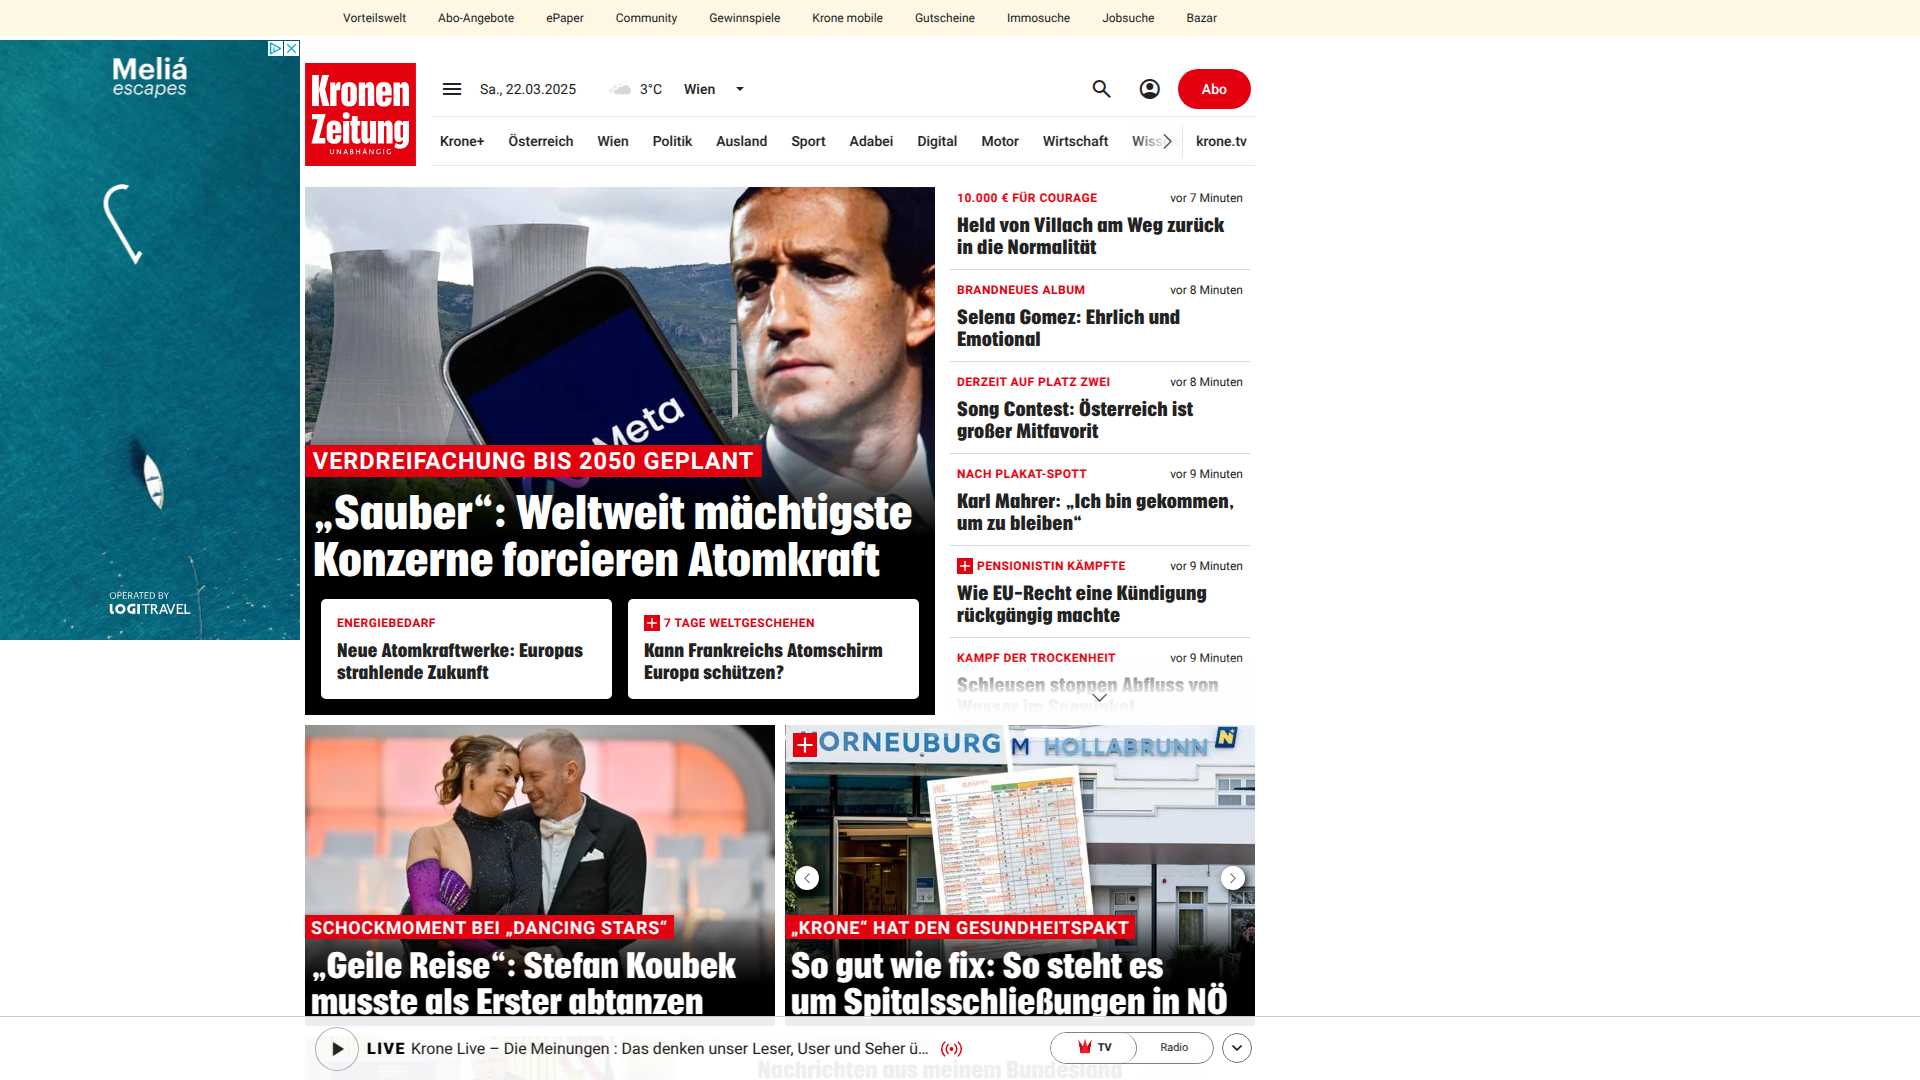 Vorteilswelt
Abo-Angebote
ePaper
Community
Gewinnspiele
Krone mobile
Gutscheine
Immosuche
Jobsuche
Bazar
Meliá
escapes
OPERATED BY
LOGITRAVEL
Kronen
Zeitung
UNABHÄNGIG
Sa., 22.03.2025
3°C
Wien
Abo
Krone+
Österreich
Wien
Politik
Ausland
Sport
Adabei
Digital
Motor
Wirtschaft
Wiss
krone.tv
Meta
VERDREIFACHUNG BIS 2050 GEPLANT
„Sauber“: Weltweit mächtigste
Konzerne forcieren Atomkraft
ENERGIEBEDARF
Neue Atomkraftwerke: Europas
strahlende Zukunft
7 TAGE WELTGESCHEHEN
Kann Frankreichs Atomschirm
Europa schützen?
10.000 € FÜR COURAGE
vor 7 Minuten
Held von Villach am Weg zurück
in die Normalität
BRANDNEUES ALBUM
vor 8 Minuten
Selena Gomez: Ehrlich und
Emotional
DERZEIT AUF PLATZ ZWEI
vor 8 Minuten
Song Contest: Österreich ist
großer Mitfavorit
NACH PLAKAT-SPOTT
vor 9 Minuten
Karl Mahrer: „Ich bin gekommen,
um zu bleiben“
PENSIONISTIN KÄMPFTE
vor 9 Minuten
Wie EU-Recht eine Kündigung
rückgängig machte
KAMPF DER TROCKENHEIT
vor 9 Minuten
Schleusen stoppen Abfluss von
Wasser im Seewinkel
SCHOCKMOMENT BEI „DANCING STARS“
„Geile Reise“: Stefan Koubek
musste als Erster abtanzen
ORNEUBURG
M HOLLABRUNN
N
„KRONE“ HAT DEN GESUNDHEITSPAKT
So gut wie fix: So steht es
um Spitalsschließungen in NÖ
LIVE Krone Live – Die Meinungen : Das denken unser Leser, User und Seher ü...
TV
Radio
Nachrichten aus meinem Bundesland